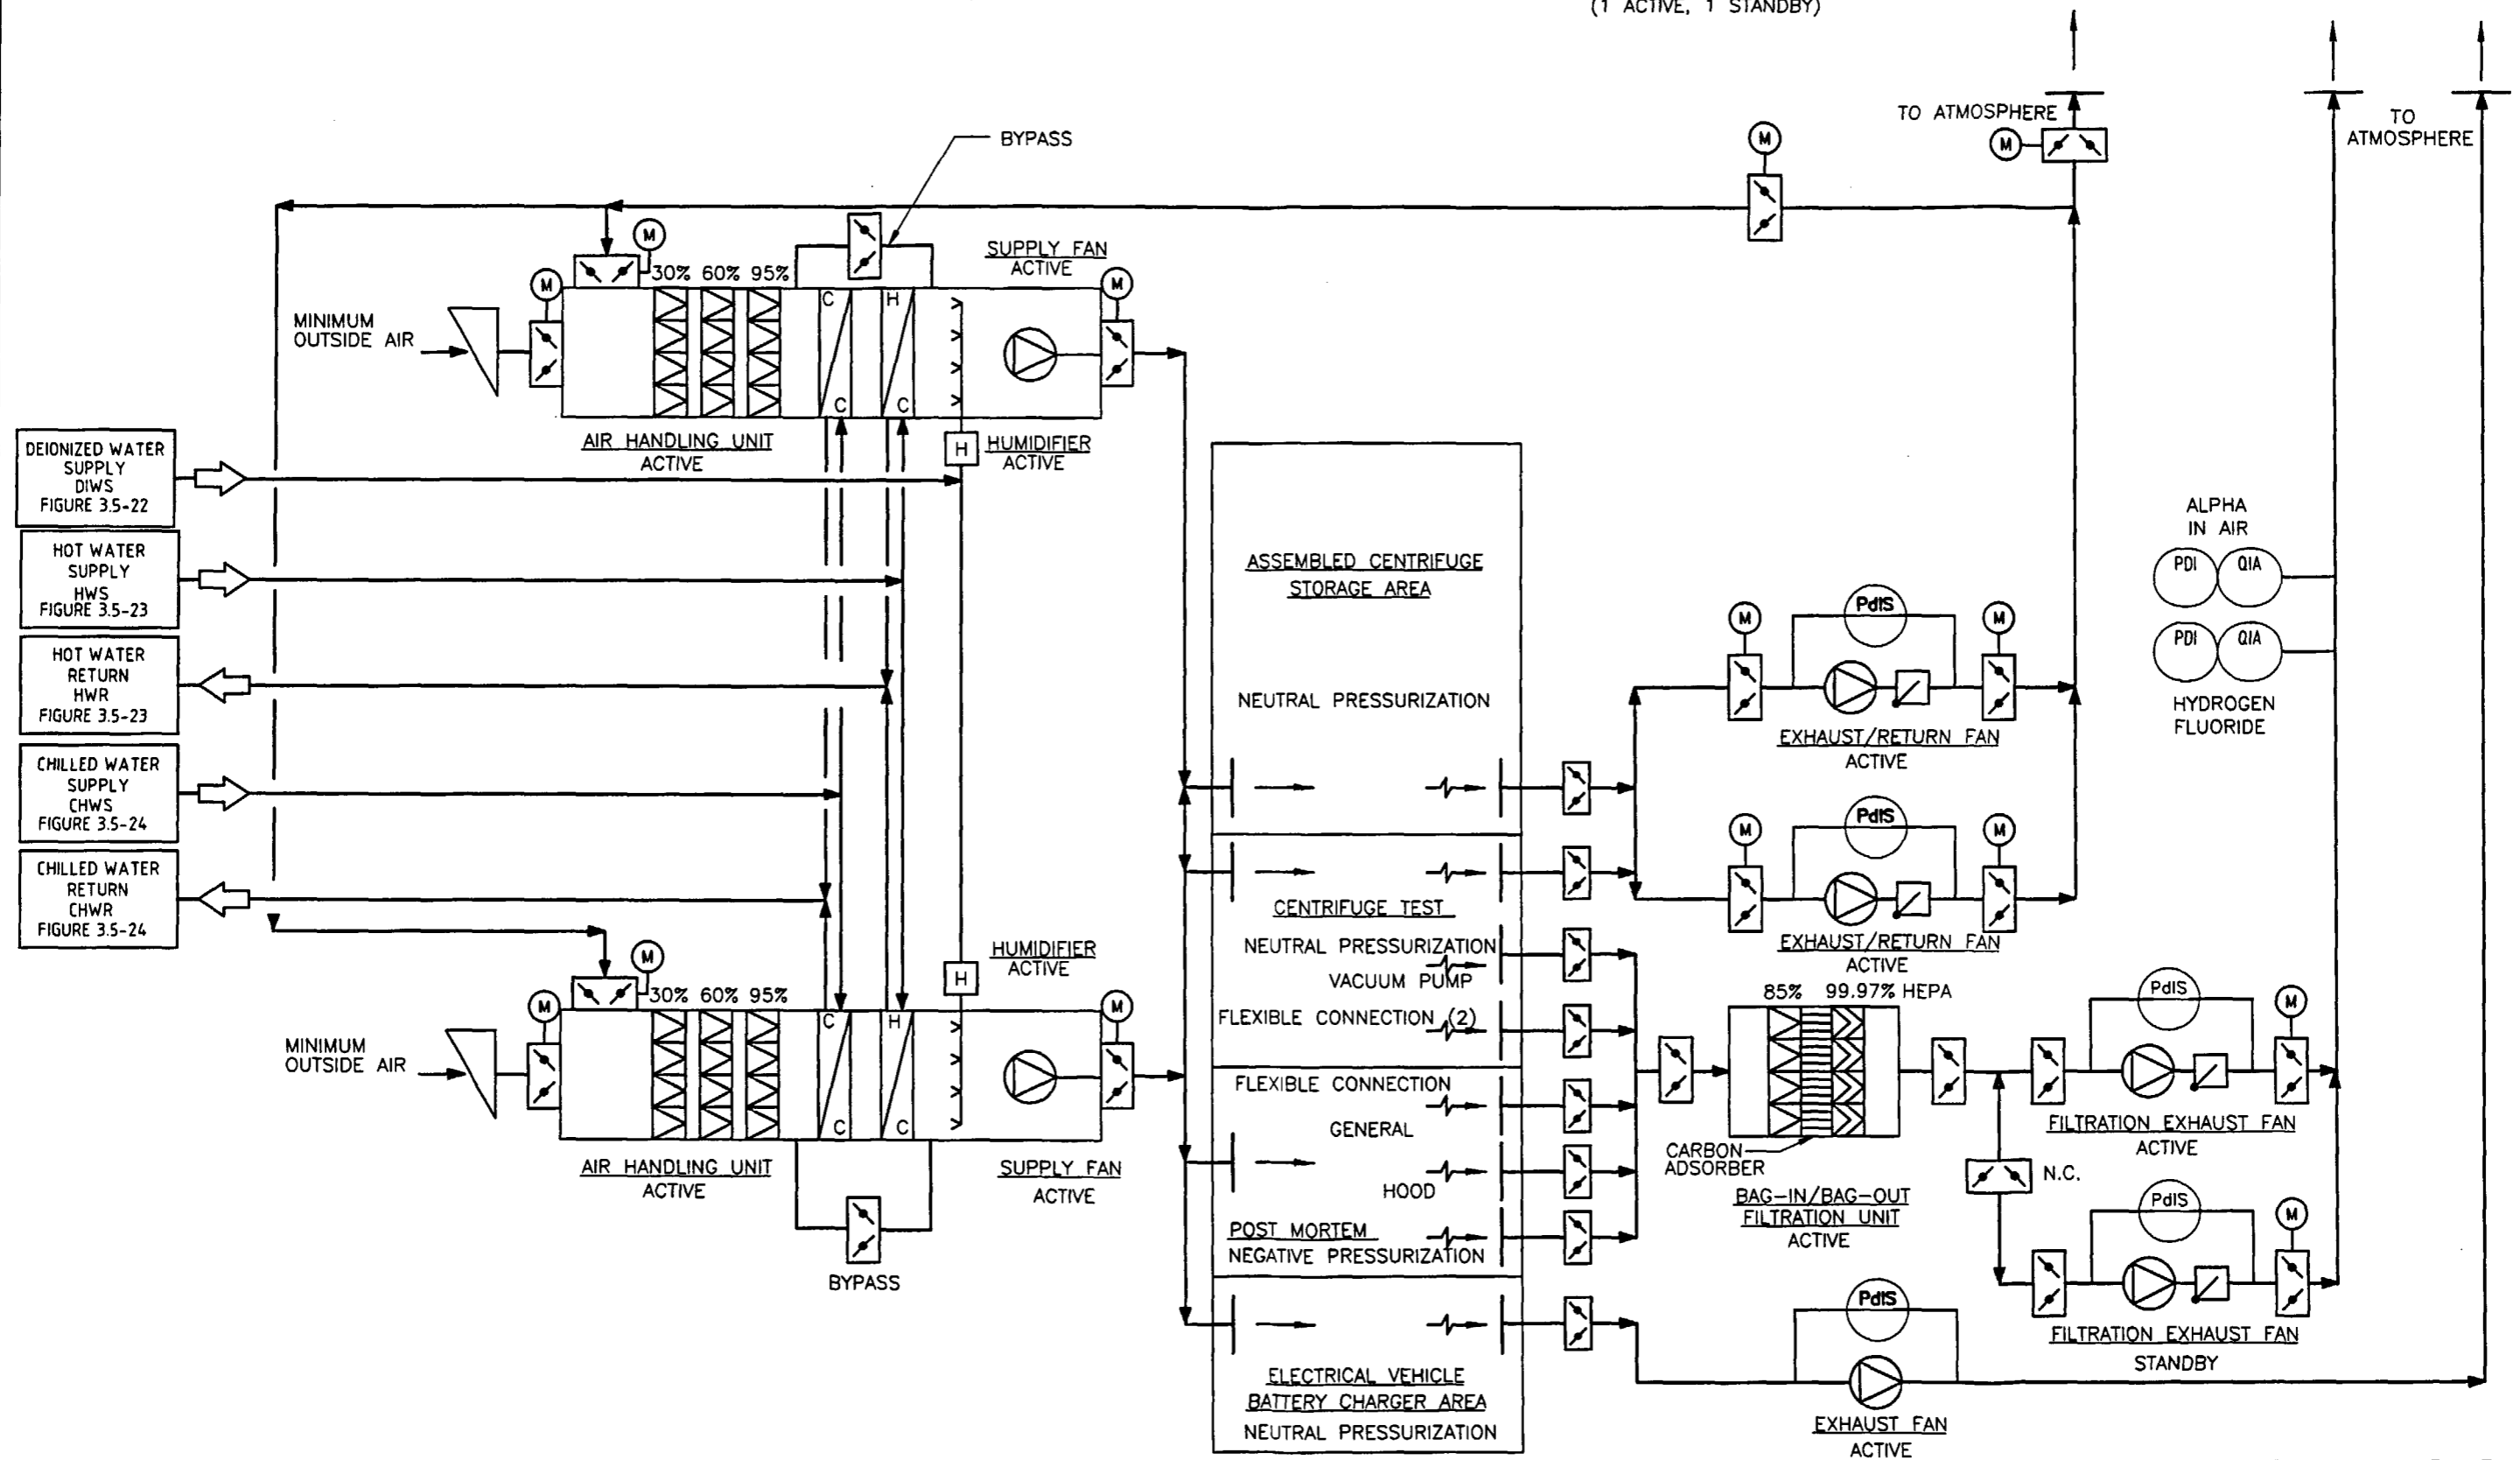 (1 ACTIVE, 1 STANDBY)
TO ATMOSPHERE
M
M
TO
ATMOSPHERE
BYPASS
M
M
30% 60% 95%
SUPPLY FAN
ACTIVE
M
C
H
C
C
MINIMUM
OUTSIDE AIR
AIR HANDLING UNIT
ACTIVE
H
HUMIDIFIER
ACTIVE
DEIONIZED WATER
SUPPLY
DIWS
FIGURE 3.5-22
HOT WATER
SUPPLY
HWS
FIGURE 3.5-23
HOT WATER
RETURN
HWR
FIGURE 3.5-23
CHILLED WATER
SUPPLY
CHWS
FIGURE 3.5-24
CHILLED WATER
RETURN
CHWR
FIGURE 3.5-24
M
M
30% 60% 95%
C
H
C
C
H
HUMIDIFIER
ACTIVE
M
MINIMUM
OUTSIDE AIR
AIR HANDLING UNIT
ACTIVE
SUPPLY FAN
ACTIVE
BYPASS
ASSEMBLED CENTRIFUGE
STORAGE AREA
NEUTRAL PRESSURIZATION
CENTRIFUGE TEST
NEUTRAL PRESSURIZATION
VACUUM PUMP
FLEXIBLE CONNECTION (2)
FLEXIBLE CONNECTION
GENERAL
HOOD
POST MORTEM
NEGATIVE PRESSURIZATION
ELECTRICAL VEHICLE
BATTERY CHARGER AREA
NEUTRAL PRESSURIZATION
M
PdIS
M
EXHAUST/RETURN FAN
ACTIVE
M
PdIS
M
EXHAUST/RETURN FAN
ACTIVE
ALPHA
IN AIR
PDI QIA
PDI QIA
HYDROGEN
FLUORIDE
85% 99.97% HEPA
CARBON
ADSORBER
BAG-IN/BAG-OUT
FILTRATION UNIT
ACTIVE
PdIS
M
FILTRATION EXHAUST FAN
ACTIVE
N.C.
PdIS
M
FILTRATION EXHAUST FAN
STANDBY
PdIS
EXHAUST FAN
ACTIVE